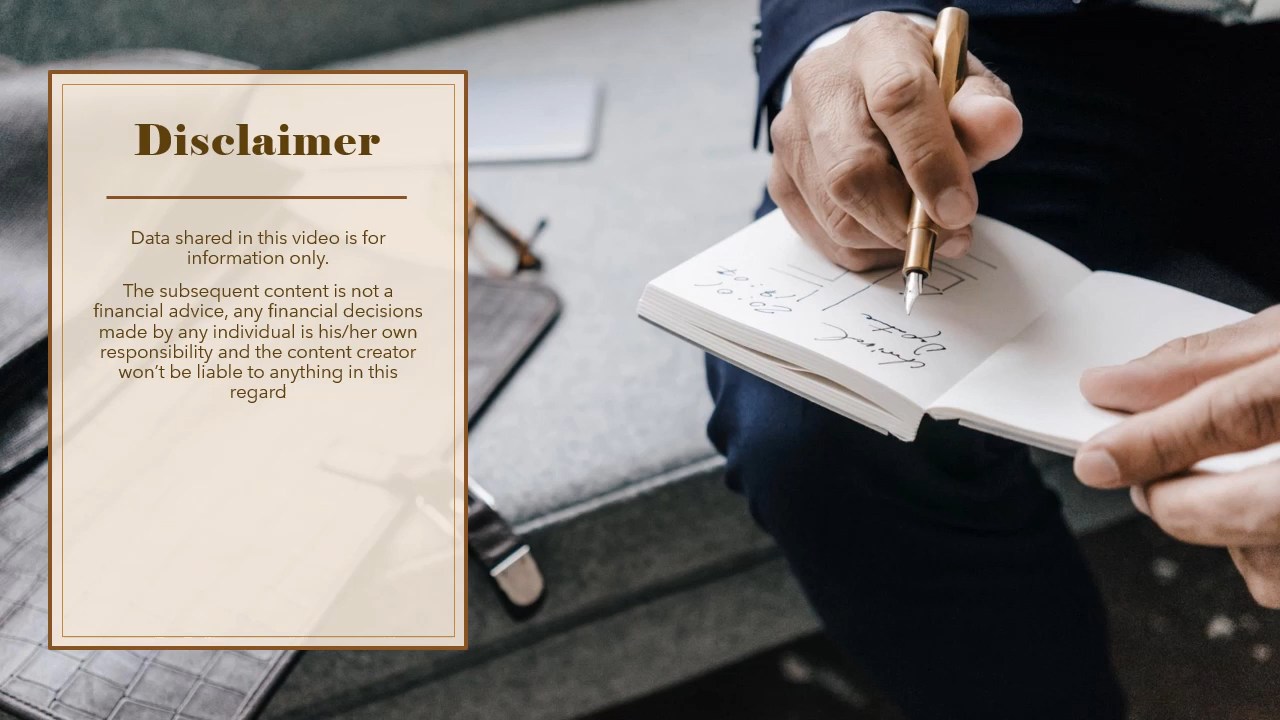 Disclaimer
Data shared in this video is for
information only.
The subsequent content is not a
financial advice, any financial decisions
made by any individual is his/her own
responsibility and the content creator
won’t be liable to anything in this
regard